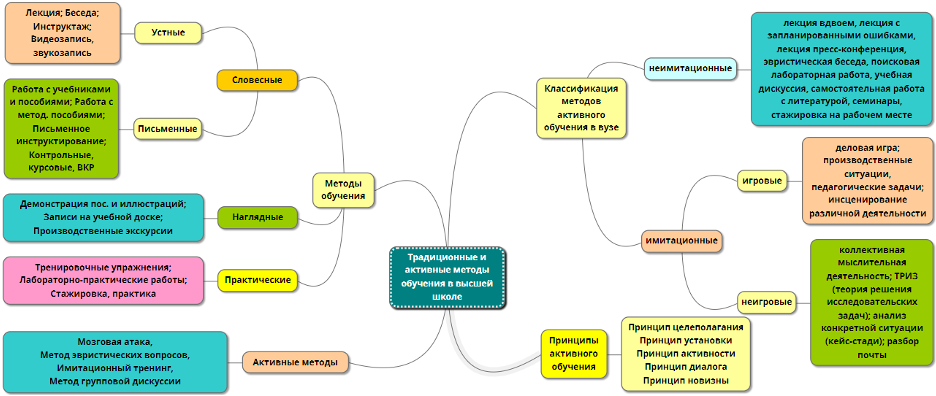 Лекция; Беседа;
Инструктаж;
Видеозапись,
звукозапись
Устные
Словесные
Работа с учебниками
и пособиями; Работа с
метод. пособиями;
Письменное
инструктирование;
Контрольные,
курсовые, ВКР
Письменные
Методы
обучения
Демонстрация пос. и иллюстраций;
Записи на учебной доске;
Производственные экскурсии
Наглядные
Тренировочные упражнения;
Лабораторно-практические работы;
Стажировка, практика
Практические
Мозговая атака,
Метод эвристических вопросов,
Имитационный тренинг,
Метод групповой дискуссии
Активные методы
Традиционные и
активные методы
обучения в высшей
школе
Классификация
методов
активного
обучения в вузе
неимитационные
лекция вдвоем, лекция с
запланированными ошибками,
лекция пресс-конференция,
эвристическая беседа, поисковая
лабораторная работа, учебная
дискуссия, самостоятельная работа
с литературой, семинары,
стажировка на рабочем месте
имитационные
игровые
деловая игра;
производственные
ситуации,
педагогические задачи;
инсценирование
различной деятельности
неигровые
коллективная
мыслительная
деятельность; ТРИЗ
(теория решения
исследовательских
задач); анализ
конкретной ситуации
(кейс-стади); разбор
почты
Принципы
активного
обучения
Принцип целеполагания
Принцип установки
Принцип активности
Принцип диалога
Принцип новизны